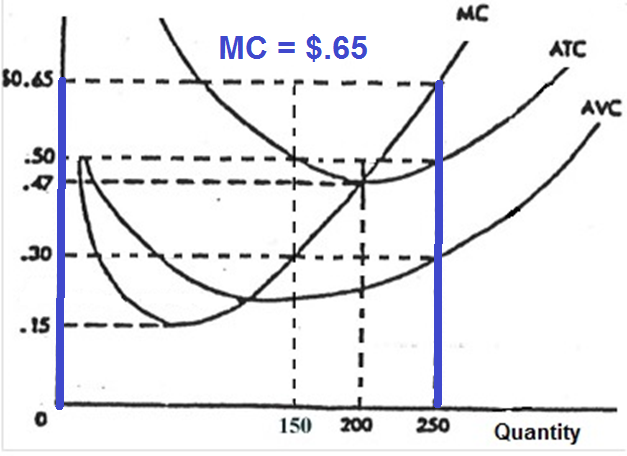 MC
MC = $.65
ATC
$0.65
AVC
.50
.47
.30
.15
0
150 200 250
Quantity